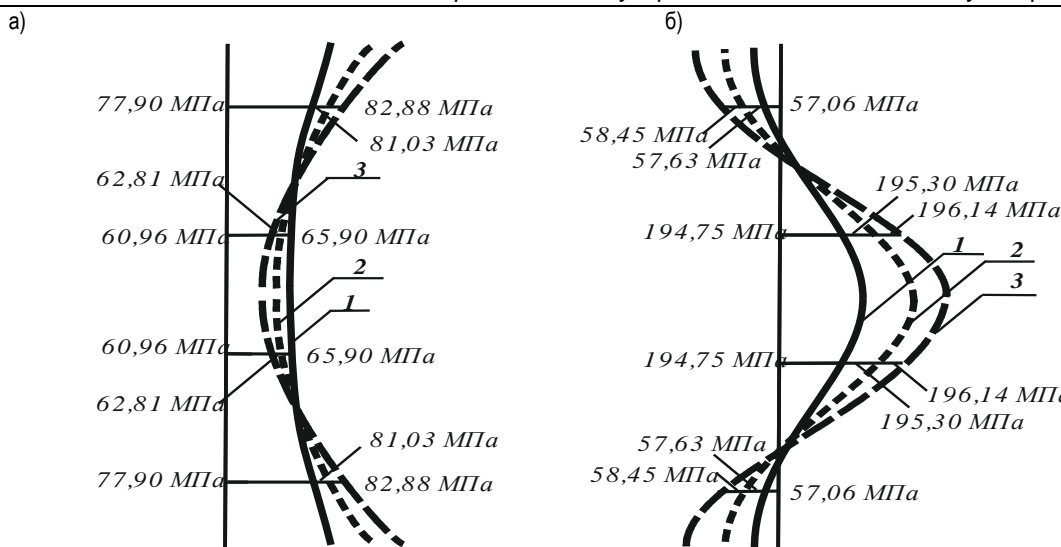 а)
77,90 МПа
82,88 МПа
81,03 МПа
62,81 МПа
3
60,96 МПа
65,90 МПа
2
1
60,96 МПа
65,90 МПа
62,81 МПа
81,03 МПа
77,90 МПа
82,88 МПа
б)
57,06 МПа
58,45 МПа
57,63 МПа
195,30 МПа
196,14 МПа
194,75 МПа
1
2
3
194,75 МПа
196,14 МПа
195,30 МПа
57,63 МПа
58,45 МПа
57,06 МПа